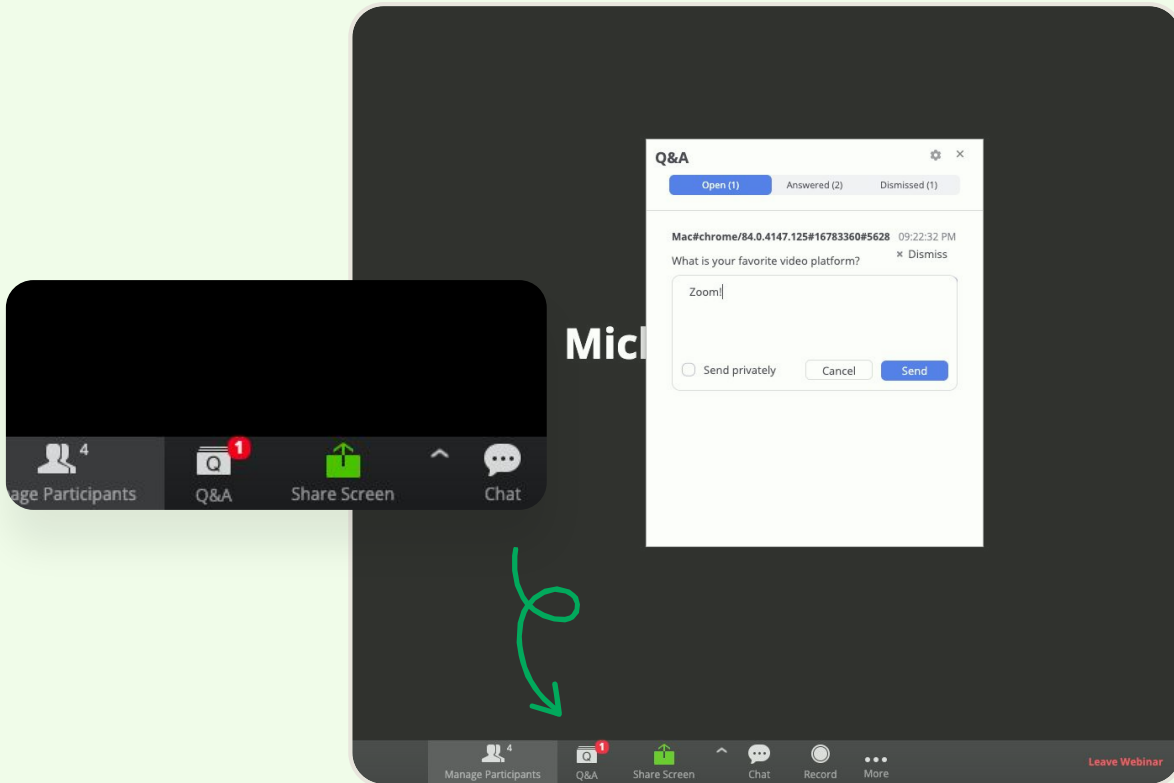 Q&A
Open (1) Answered (2) Dismissed (1)
Mac#chrome/84.0.4147.125#16783360#5628 09:22:32 PM
What is your favorite video platform? × Dismiss
Zoom!
Send privately Cancel Send
4
1
Q
age Participants Q&A Share Screen Chat
4
1
Q
Manage Participants Q&A Share Screen Chat Record More Leave Webinar